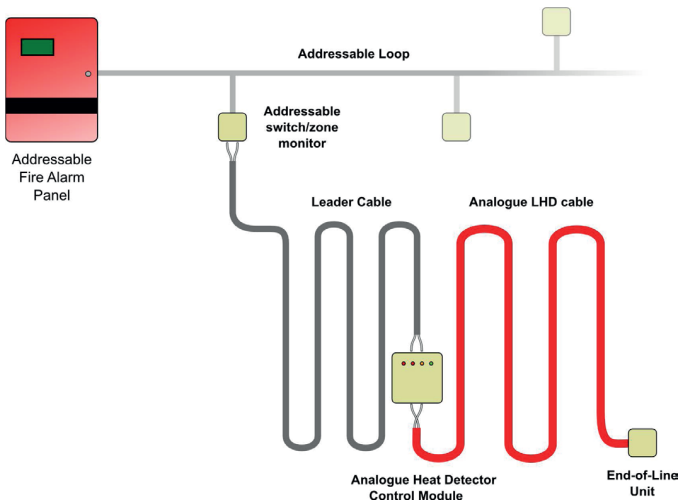 Addressable Loop
Addressable
switch/zone
monitor
Addressable
Fire Alarm
Panel
Leader Cable
Analogue LHD cable
Analogue Heat Detector
Control Module
End-of-Line
Unit